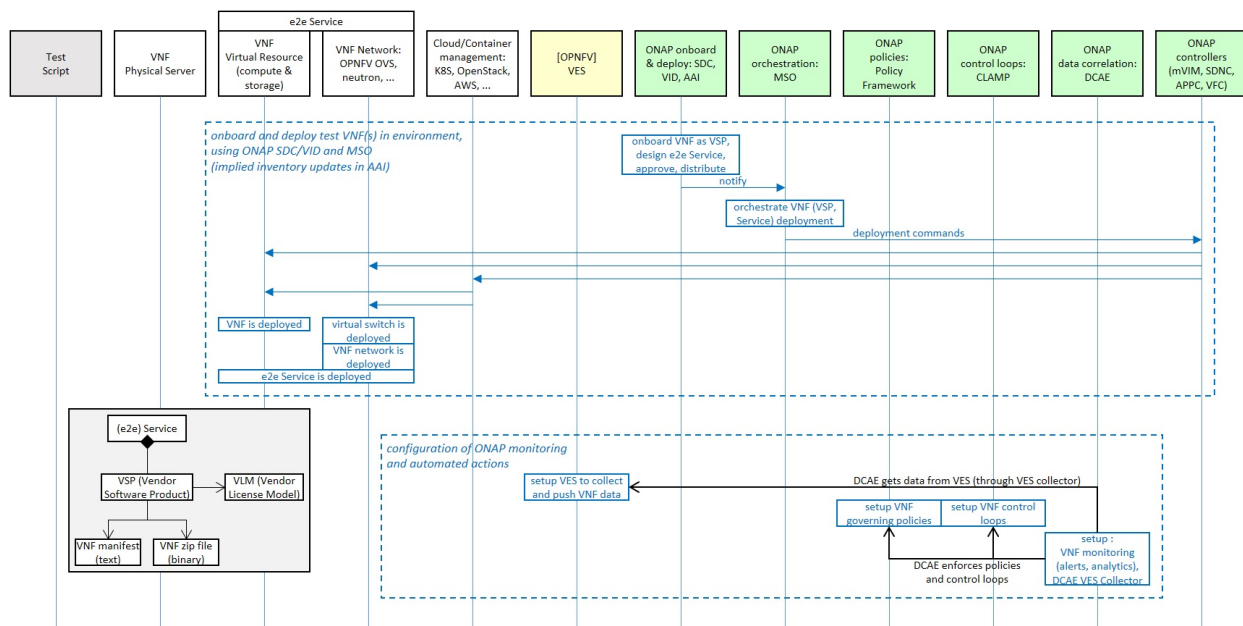 e2e Service
Test
Script
VNF
Physical Server
VNF
Virtual Resource
(compute &
storage)
VNF Network:
OPNFV OVS,
neutron, ...
Cloud/Container
management:
K8S, OpenStack,
AWS, ...
[OPNFV]
VES
ONAP onboard
& deploy: SDC,
VID, AAI
ONAP
orchestration:
MSO
ONAP
policies:
Policy
Framework
ONAP
control loops:
CLAMP
ONAP
data correlation:
DCAE
ONAP
controllers
(mVIM, SDNC,
APPC, VFC)
onboard and deploy test VNF(s) in environment,
using ONAP SDC/VID and MSO
(implied inventory updates in AAI)
onboard VNF as VSP,
design e2e Service,
approve, distribute
notify
orchestrate VNF (VSP,
Service) deployment
deployment commands
VNF is deployed
virtual switch is
deployed
VNF network is
deployed
e2e Service is deployed
(e2e) Service
VSP (Vendor
Software Product)
VLM (Vendor
License Model)
VNF manifest
(text)
VNF zip file
(binary)
configuration of ONAP monitoring
and automated actions
setup VES to collect
and push VNF data
DCAE gets data from VES (through VES collector)
setup VNF
governing policies
setup VNF control
loops
setup :
VNF monitoring
(alerts, analytics),
DCAE VES Collector
DCAE enforces policies
and control loops